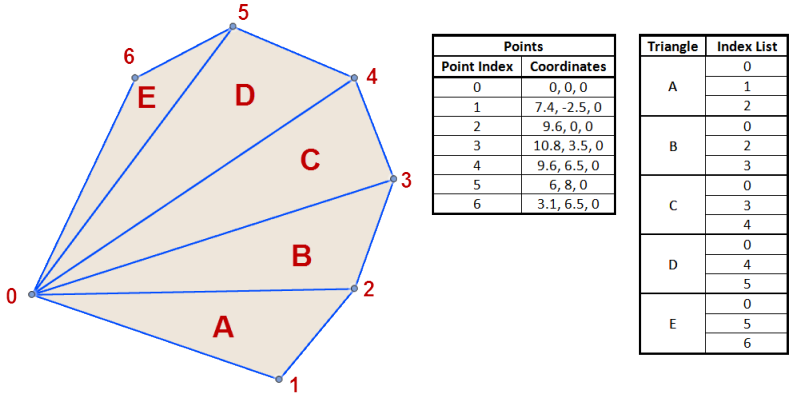 5
6
4
E
D
C
3
B
0
2
A
1
Points
Point Index Coordinates
0 0, 0, 0
1 7.4, -2.5, 0
2 9.6, 0, 0
3 10.8, 3.5, 0
4 9.6, 6.5, 0
5 6, 8, 0
6 3.1, 6.5, 0
Triangle Index List
A
0
1
2
B
0
2
3
C
0
3
4
D
0
4
5
E
0
5
6